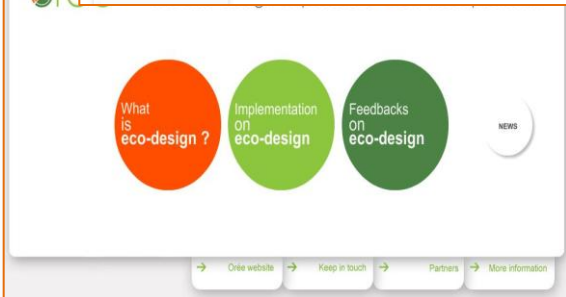 What
is
eco-design ?
Implementation
on
eco-design
Feedbacks
on
eco-design
NEWS
→ Orée website
→ Keep in touch
→ Partners
→ More information